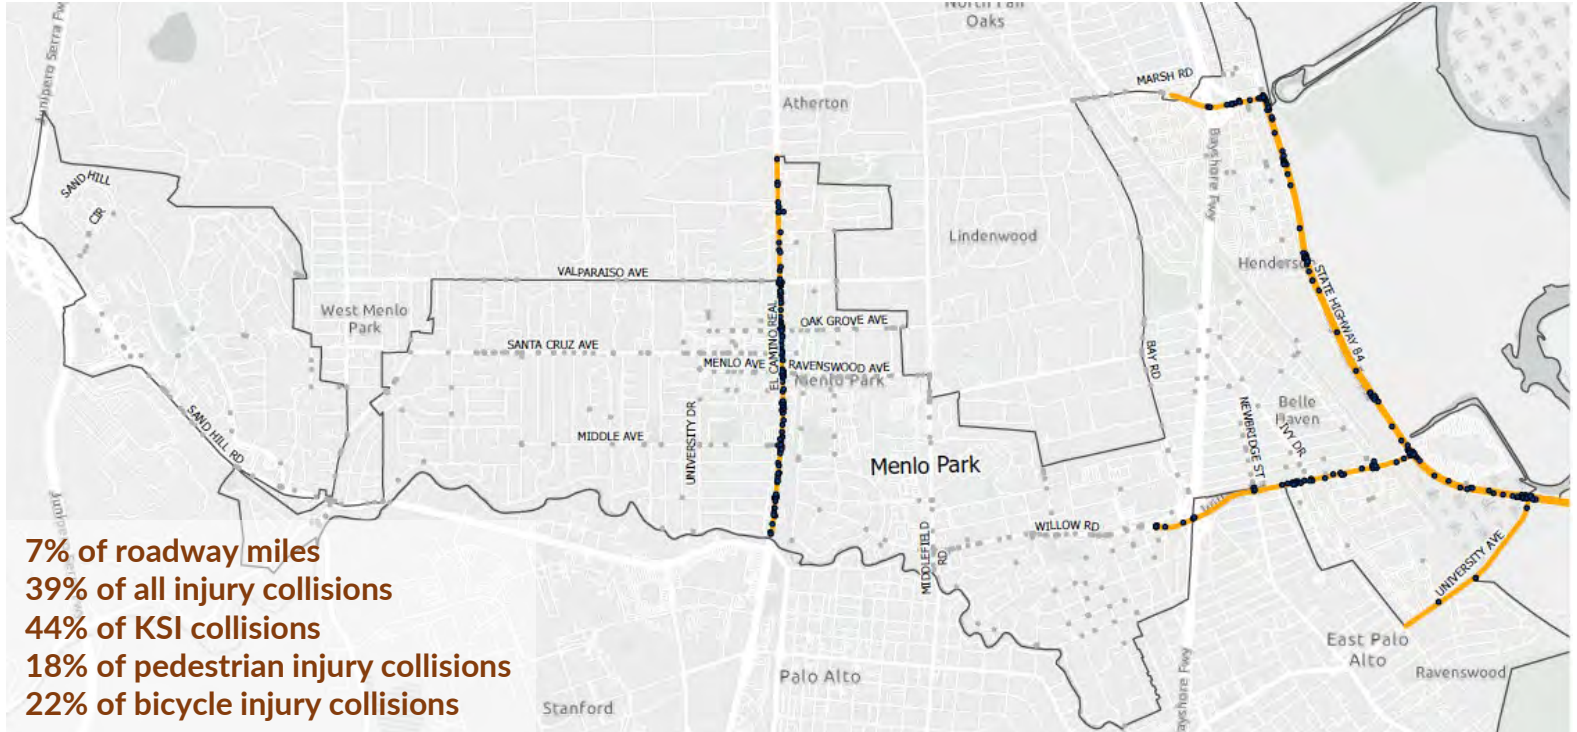 North Fair
Oaks
Junipero Serra Fwy
MARSH RD
Atherton
Bayshore Fwy
SAND HILL
CIR
Lindenwood
Henderson
VALPARAISO AVE
STATE HIGHWAY 84
West Menlo
Park
EL CAMINO REAL
OAK GROVE AVE
SANTA CRUZ AVE
MENLO AVE
RAVENSWOOD AVE
Menlo Park
BAY RD
SAND HILL RD
UNIVERSITY DR
MIDDLE AVE
Menlo Park
Belle
Haven
NEWBRIDGE ST
IVY DR
WILLOW RD
MIDDLEFIELD
RD
UNIVERSITY AVE
7% of roadway miles
39% of all injury collisions
44% of KSI collisions
18% of pedestrian injury collisions
22% of bicycle injury collisions
East Palo
Alto
Ravenswood
Palo Alto
Stanford
ayshore Fwy